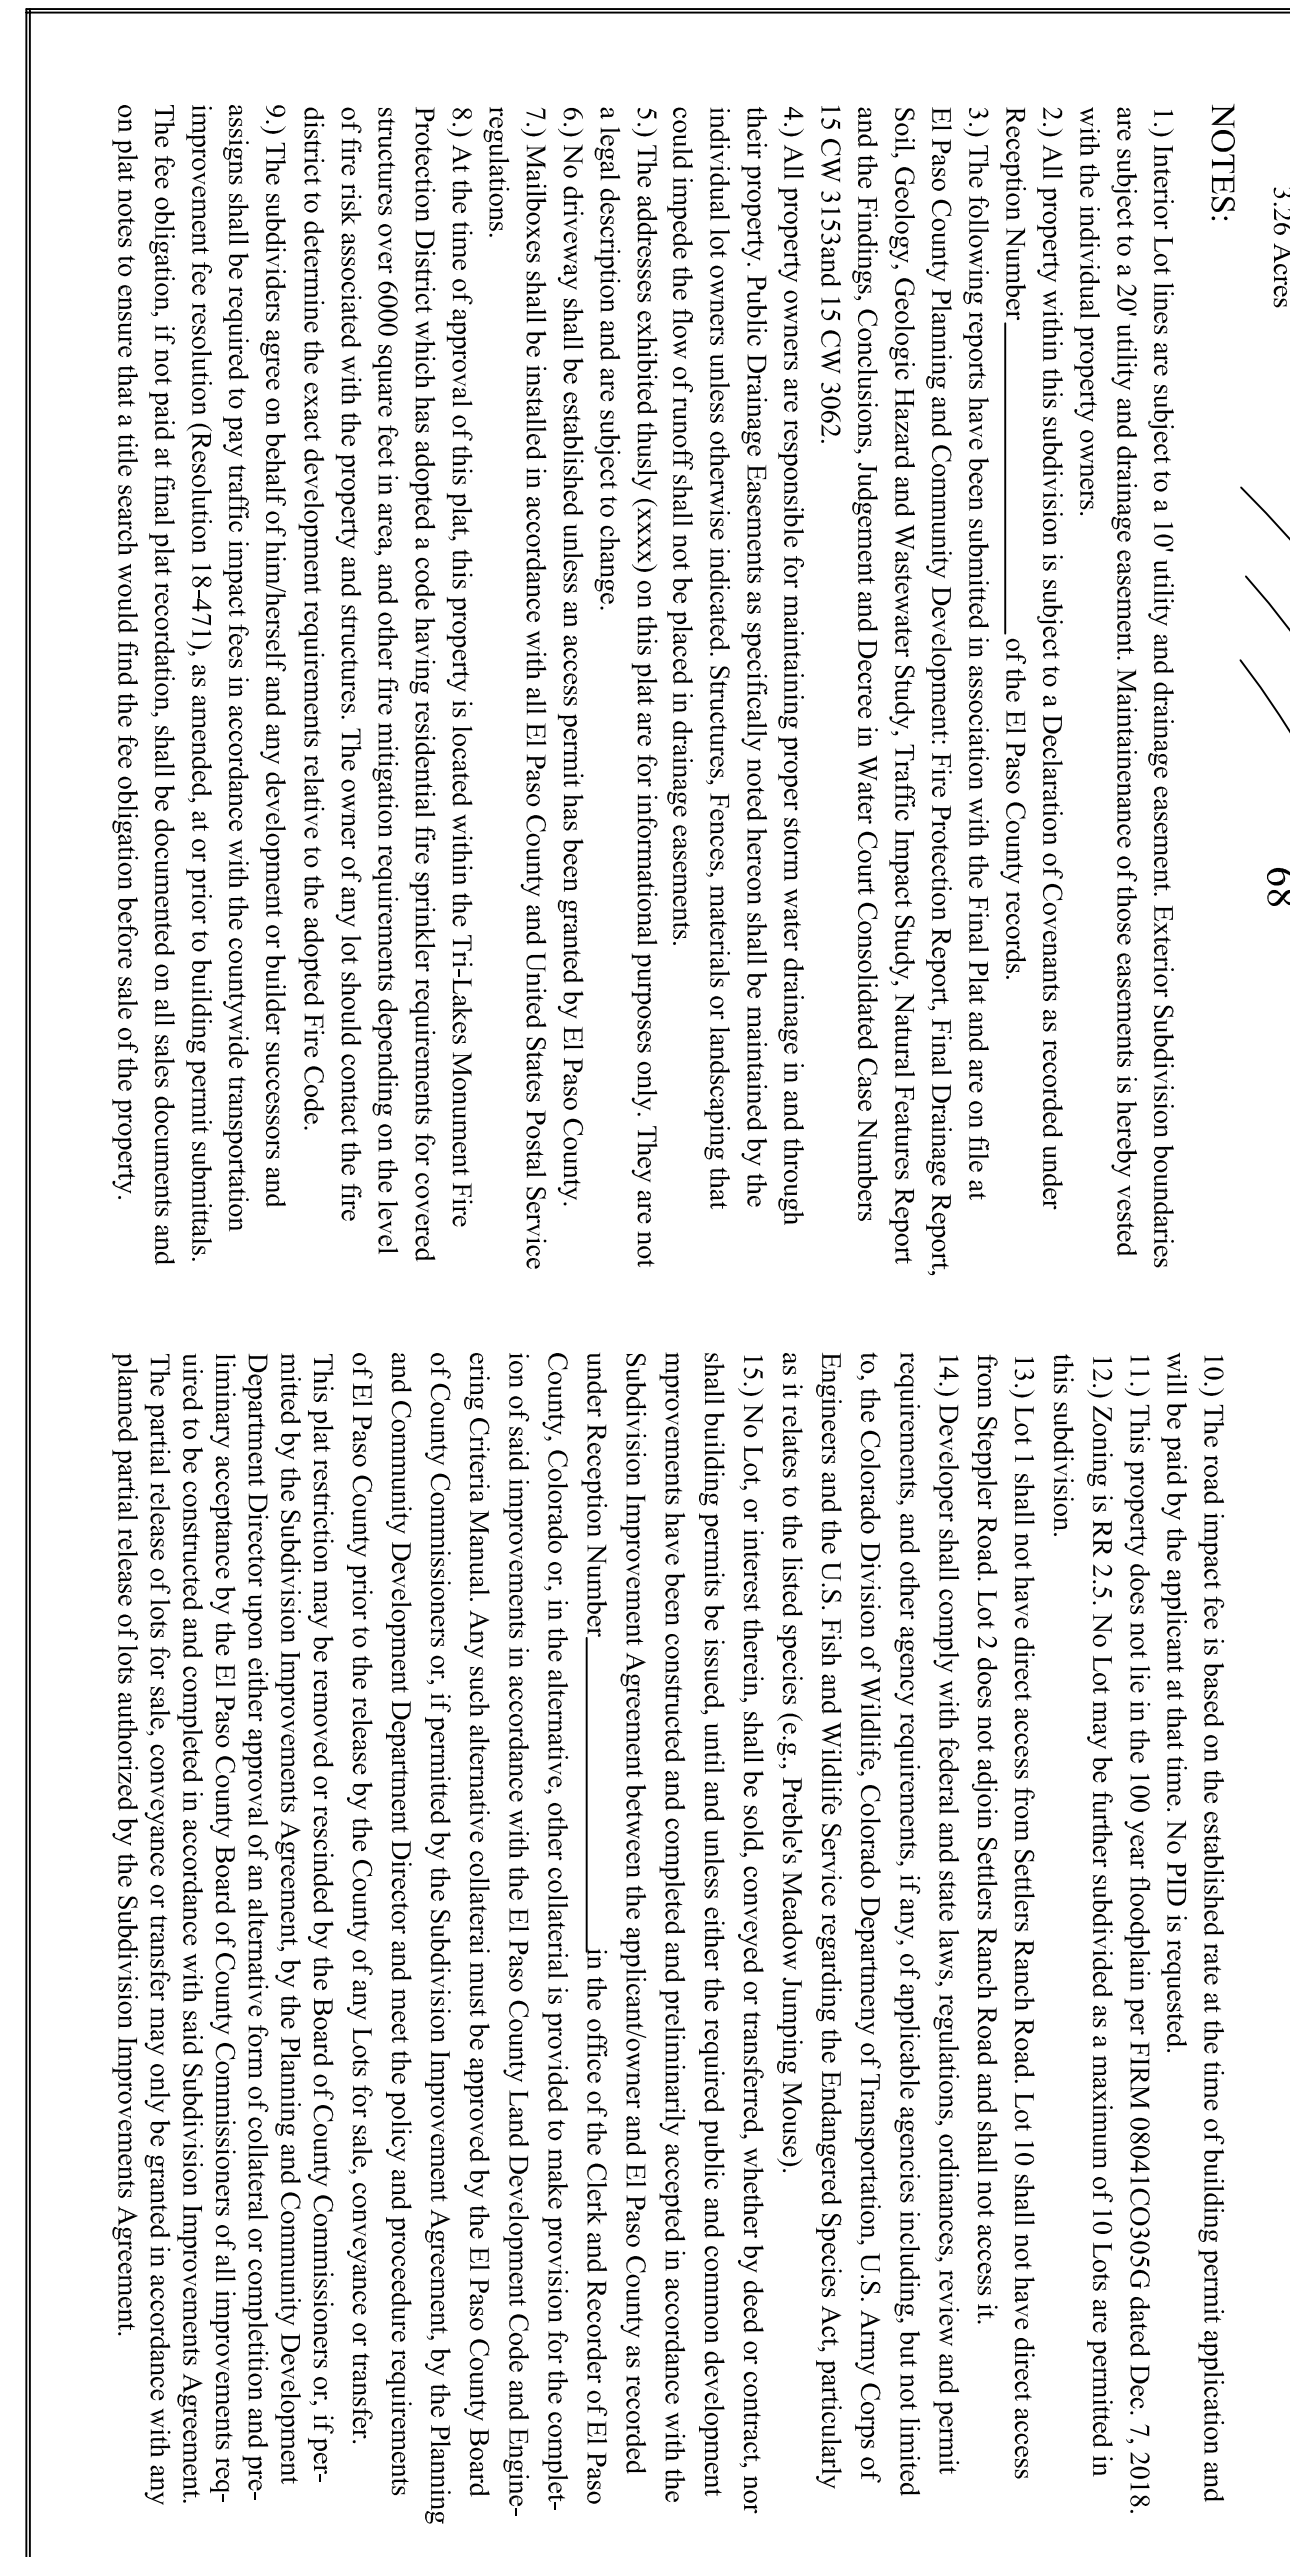 3.26 Acres
68
NOTES:
1.) Interior Lot lines are subject to a 10' utility and drainage easement. Exterior Subdivision boundaries
are subject to a 20' utility and drainage easement. Maintainenance of those easements is hereby vested
with the individual property owners.
2.) All property within this subdivision is subject to a Declaration of Covenants as recorded under
Reception Number______________________ of the El Paso County records.
3.) The following reports have been submitted in association with the Final Plat and are on file at
El Paso County Planning and Community Development: Fire Protection Report, Final Drainage Report,
Soil, Geology, Geologic Hazard and Wastewater Study, Traffic Impact Study, Natural Features Report
and the Findings, Conclusions, Judgement and Decree in Water Court Consolidated Case Numbers
15 CW 3153and 15 CW 3062.
4.) All property owners are responsible for maintaining proper storm water drainage in and through
their property. Public Drainage Easements as specifically noted hereon shall be maintained by the
individual lot owners unless otherwise indicated. Structures, Fences, materials or landscaping that
could impede the flow of runoff shall not be placed in drainage easements.
5.) The addresses exhibited thusly (xxxx) on this plat are for informational purposes only. They are not
a legal description and are subject to change.
6.) No driveway shall be established unless an access permit has been granted by El Paso County.
7.) Mailboxes shall be installed in accordance with all El Paso County and United States Postal Service
regulations.
8.) At the time of approval of this plat, this property is located within the Tri-Lakes Monument Fire
Protection District which has adopted a code having residential fire sprinkler requirements for covered
structures over 6000 square feet in area, and other fire mitigation requirements depending on the level
of fire risk associated with the property and structures. The owner of any lot should contact the fire
district to determine the exact development requirements relative to the adopted Fire Code.
9.) The subdividers agree on behalf of him/herself and any development or builder successors and
assigns shall be required to pay traffic impact fees in accordance with the countywide transportation
improvement fee resolution (Resolution 18-471), as amended, at or prior to building permit submittals.
The fee obligation, if not paid at final plat recordation, shall be documented on all sales documents and
on plat notes to ensure that a title search would find the fee obligation before sale of the property.
10.) The road impact fee is based on the established rate at the time of building permit application and
will be paid by the applicant at that time. No PID is requested.
11.) This property does not lie in the 100 year floodplain per FIRM 08041CO305G dated Dec. 7, 2018.
12.) Zoning is RR 2.5. No Lot may be further subdivided as a maximum of 10 Lots are permitted in
this subdivision.
13.) Lot 1 shall not have direct access from Settlers Ranch Road. Lot 10 shall not have direct access
from Steppler Road. Lot 2 does not adjoin Settlers Ranch Road and shall not access it.
14.) Developer shall comply with federal and state laws, regulations, ordinances, review and permit
requirements, and other agency requirements, if any, of applicable agencies including, but not limited
to, the Colorado Division of Wildlife, Colorado Departmeny of Transportation, U.S. Army Corps of
Engineers and the U.S. Fish and Wildlife Service regarding the Endangered Species Act, particularly
as it relates to the listed species (e.g., Preble's Meadow Jumping Mouse).
15.) No Lot, or interest therein, shall be sold, conveyed or transferred, whether by deed or contract, nor
shall building permits be issued, until and unless either the required public and common development
mprovements have been constructed and completed and preliminarily accepted in accordance with the
Subdivision Improvement Agreement between the applicant/owner and El Paso County as recorded
under Reception Number______________________in the office of the Clerk and Recorder of El Paso
County, Colorado or, in the alternative, other collaterial is provided to make provision for the complet-
ion of said improvements in accordance with the El Paso County Land Development Code and Engine-
ering Criteria Manual. Any such alternative collaterai must be approved by the El Paso County Board
of County Commissioners or, if permitted by the Subdivision Improvement Agreement, by the Planning
and Community Development Department Director and meet the policy and proceedure requirements
of El Paso County prior to the release by the County of any Lots for sale, conveyance or transfer.
This plat restriction may be removed or rescinded by the Board of County Commissioners or, if per-
mitted by the Subdivision Improvements Agreement, by the Planning and Community Development
Department Director upon either approval of an alternative form of collateral or completition and pre-
liminary acceptance by the El Paso County Board of County Commissioners of all improvements req-
uired to be constructed and completed in accordance with said Subdivision Improvements Agreement.
The partial release of lots for sale, conveyance or transfer may only be granted in accordance with any
planned partial release of lots authorized by the Subdivision Improvements Agreement.